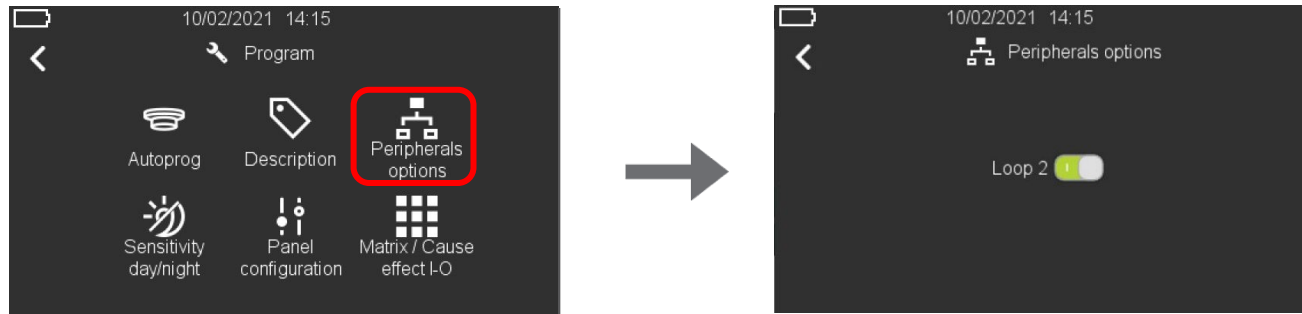 10/02/2021 14:15
Program
Autoprog
Description
Peripherals
options
Sensitivity
day/night
Panel
configuration
Matrix / Cause
effect I-O
10/02/2021 14:15
Peripherals options
Loop 2